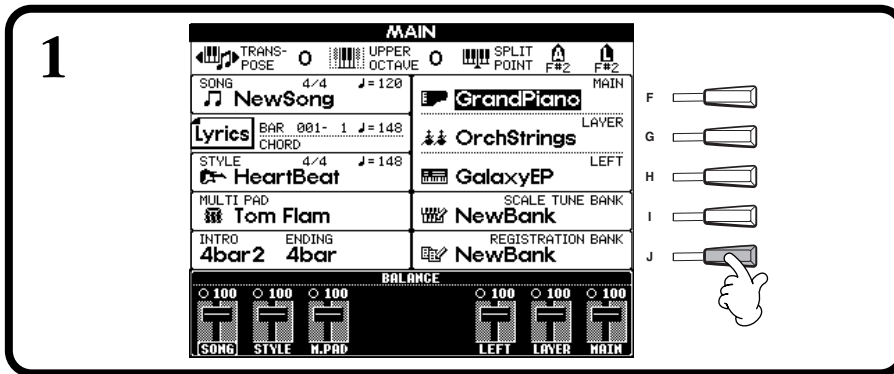 1
MAIN
TRANS-POSE 0 UPPER OCTAVE 0 SPLIT POINT A F#2 L F#2
SONG 4/4 ♩=120
NewSong
Lyrics BAR 001- 1 ♩=148
CHORD
STYLE 4/4 ♩=148
HeartBeat
MULTI PAD
Tom Flam
INTRO ENDING
4bar2 4bar
MAIN
GrandPiano
LAYER
OrchStrings
LEFT
GalaxyEP
SCALE TUNE BANK
NewBank
REGISTRATION BANK
NewBank
F
G
H
I
J
BALANCE
100 100 100 100 100 100
SONG STYLE M.PAD LEFT LAYER MAIN